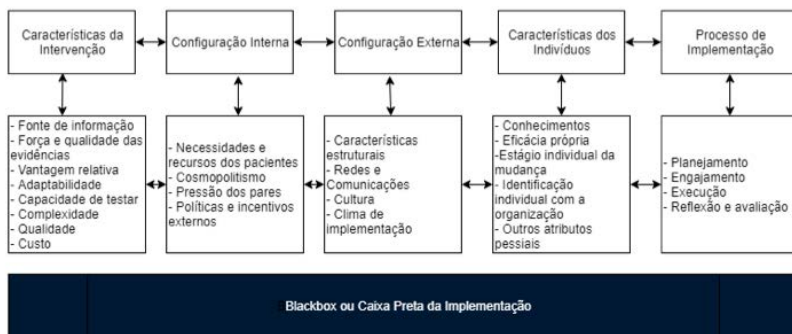 Características da
Intervenção
Configuração Interna
Configuração Externa
Características dos
Indivíduos
Processo de
Implementação
- Fonte de informação
- Força e qualidade das
evidências
- Vantagem relativa
- Adaptabilidade
- Capacidade de testar
- Complexidade
- Qualidade
- Custo
- Necessidades e
recursos dos pacientes
- Cosmopolitismo
- Pressão dos pares
- Políticas e incentivos
externos
- Características
estruturais
- Redes e
Comunicações
- Cultura
- Clima de
implementação
- Conhecimentos
- Eficácia própria
-Estágio individual da
mudança
- Identificação
individual com a
organização
- Outros atributos
pessiais
- Planejamento
- Engajamento
- Execução
- Reflexão e avaliação
Blackbox ou Caixa Preta da Implementação